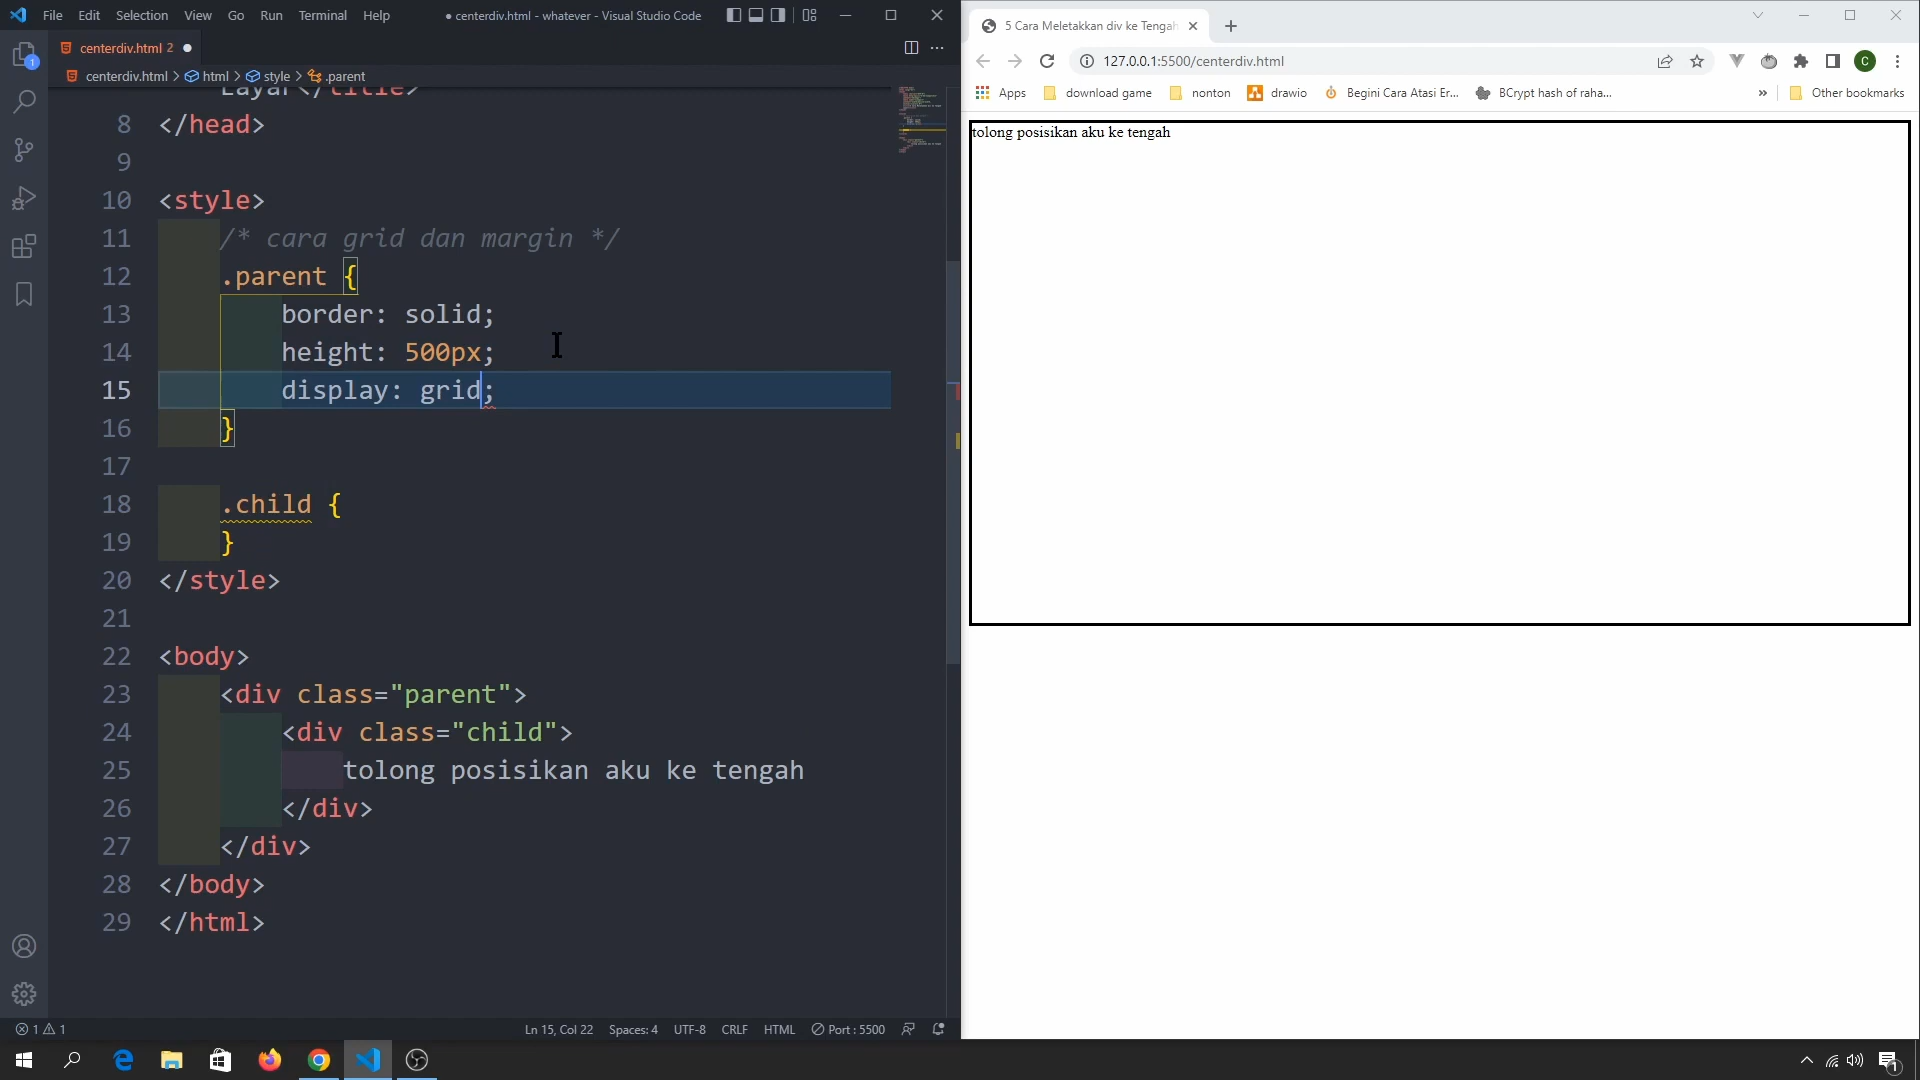 File Edit Selection View Go Run Terminal Help
● centerdiv.html - whatever - Visual Studio Code
centerdiv.html 2 ●
centerdiv.html > html > style > .parent
Layar</title>
8 </head>
9
10 <style>
11 /* cara grid dan margin */
12 .parent {
13 border: solid;
14 height: 500px;
15 display: grid;
16 }
17
18 .child {
19 }
20 </style>
21
22 <body>
23 <div class="parent">
24 <div class="child">
25 tolong posisikan aku ke tengah
26 </div>
27 </div>
28 </body>
29 </html>
1 1 Ln 15, Col 22 Spaces: 4 UTF-8 CRLF HTML Port : 5500
5 Cara Meletakkan div ke Tengah
127.0.0.1:5500/centerdiv.html
C
Apps download game nonton drawio Begini Cara Atasi Er... BCrypt hash of raha... » Other bookmarks
tolong posisikan aku ke tengah
1
1